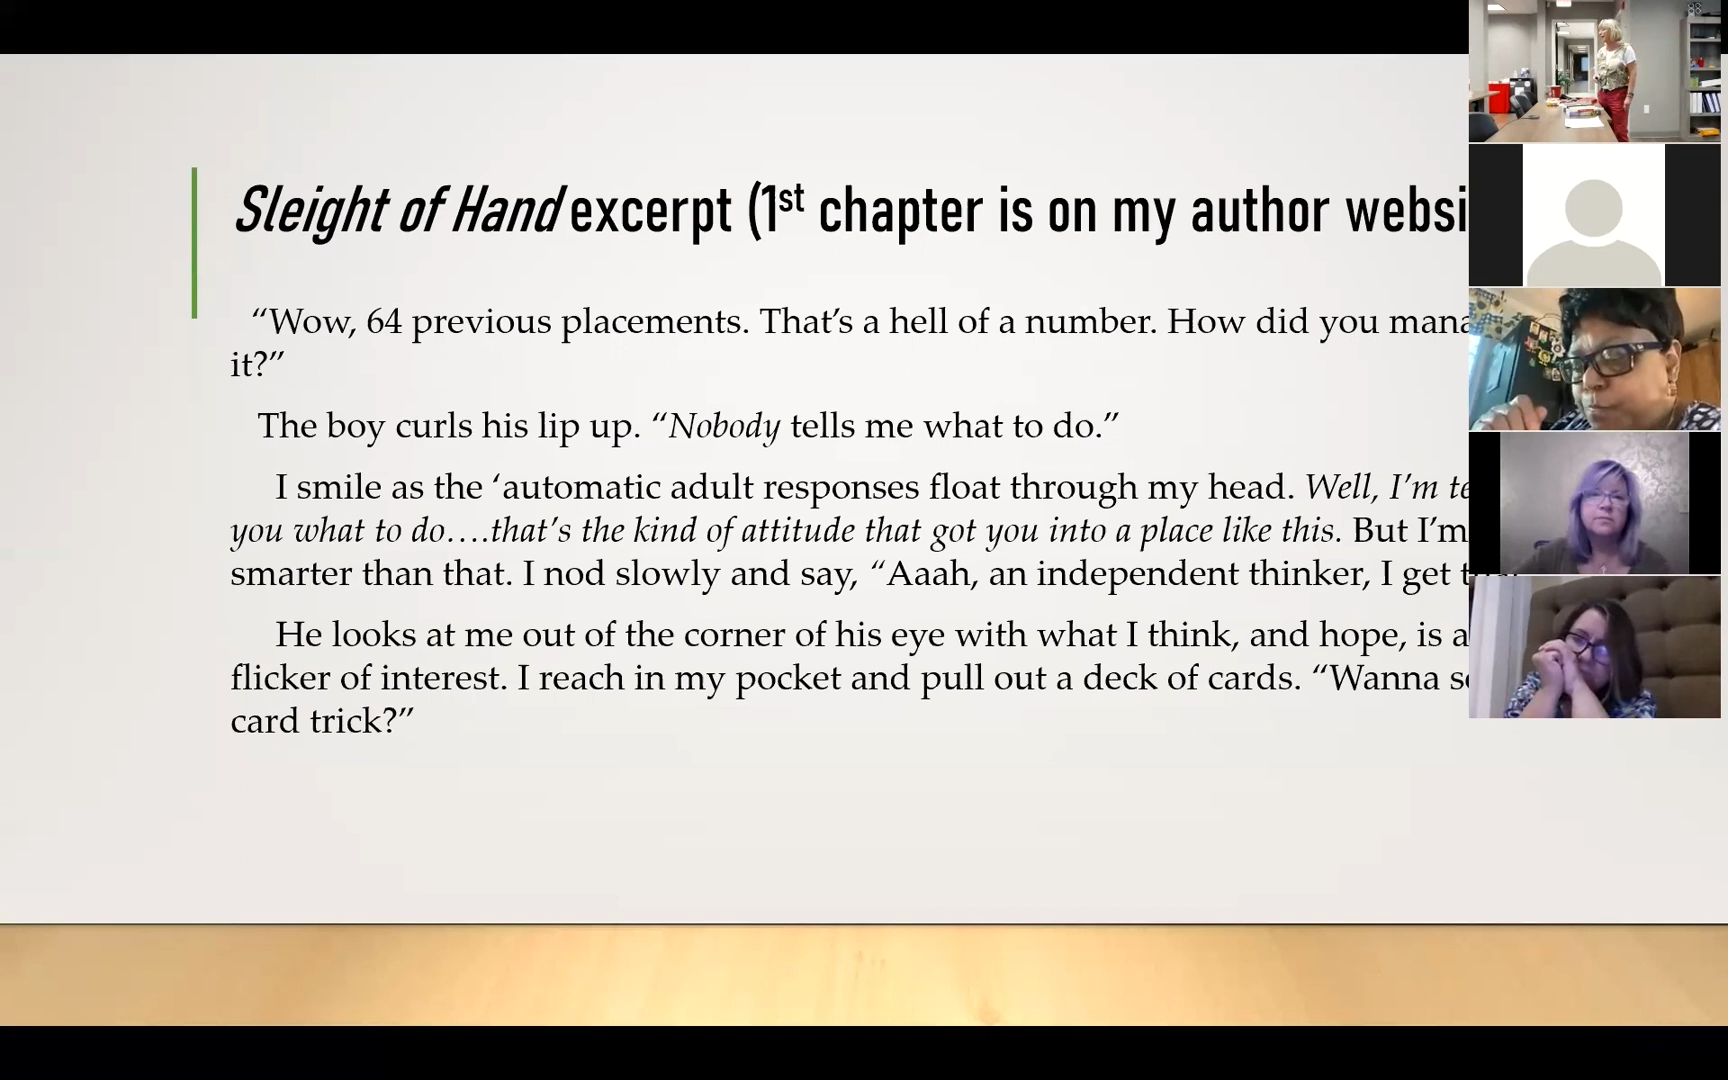 Sleight of Hand excerpt (1st chapter is on my author
“Wow, 64 previous placements. That’s a hell of a number. How did you
it?”
The boy curls his lip up. “Nobody tells me what to do.”
I smile as the ‘automatic adult responses float through my head. Well, I’m
you what to do….that’s the kind of attitude that got you into a place like this. But I’m
smarter than that. I nod slowly and say, “Aaah, an independent thinker, I get
He looks at me out of the corner of his eye with what I think, and hope, is a
flicker of interest. I reach in my pocket and pull out a deck of cards. “Wanna
card trick?”